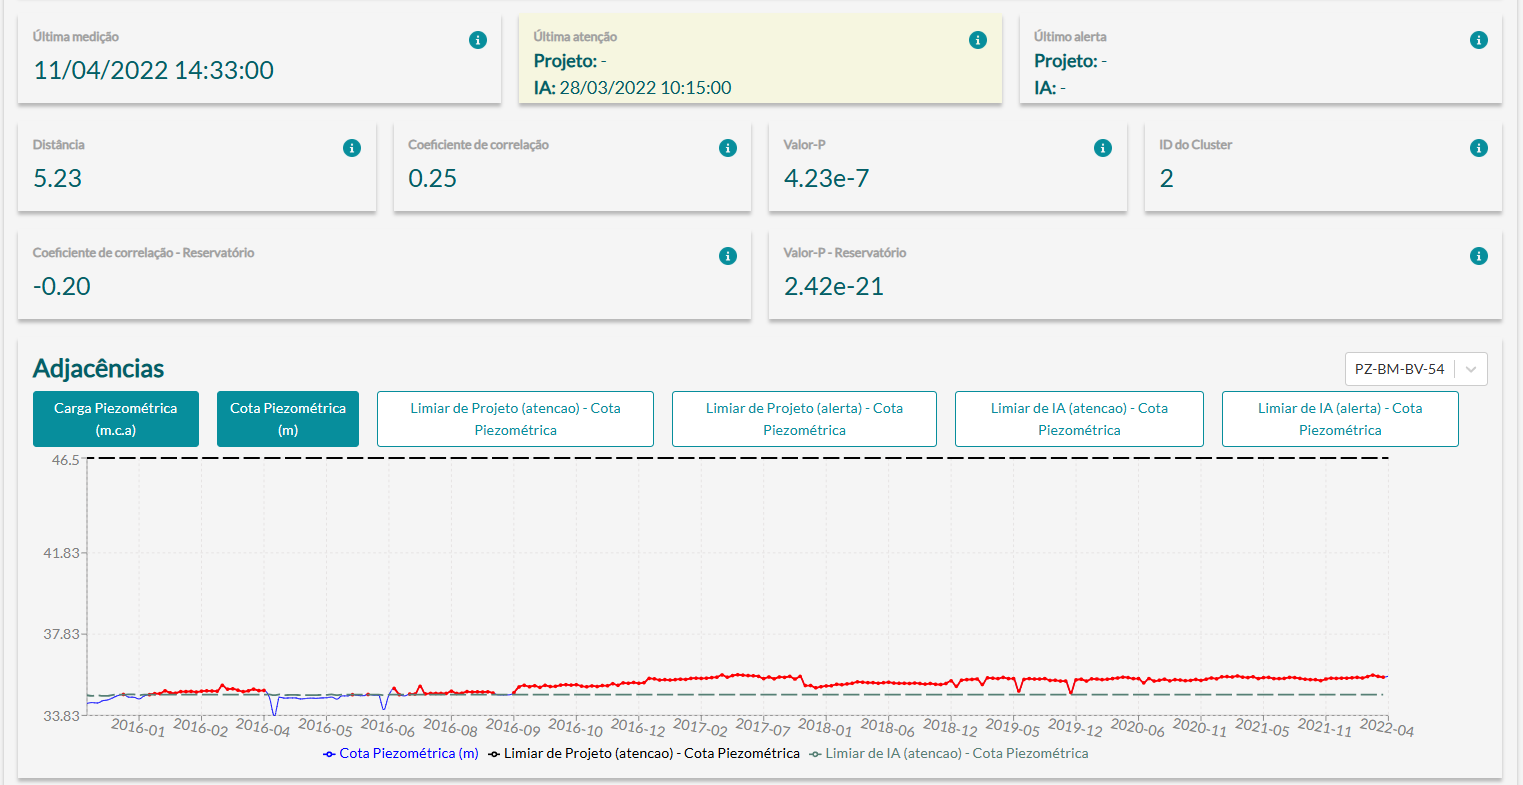 Última medição
11/04/2022 14:33:00
Última atenção
Projeto: -
IA: 28/03/2022 10:15:00
Último alerta
Projeto: -
IA: -
Distância
5.23
Coeficiente de correlação
0.25
Valor-P
4.23e-7
ID do Cluster
2
Coeficiente de correlação - Reservatório
-0.20
Valor-P - Reservatório
2.42e-21
Adjacências
PZ-BM-BV-54
Carga Piezométrica
(m.c.a)
Cota Piezométrica
(m)
Limiar de Projeto (atencao) - Cota
Piezométrica
Limiar de Projeto (alerta) - Cota
Piezométrica
Limiar de IA (atencao) - Cota
Piezométrica
Limiar de IA (alerta) - Cota
Piezométrica
46.5
41.83
37.83
33.83
2016-01 2016-02 2016-04 2016-05 2016-06 2016-08 2016-09 2016-10 2016-12 2017-02 2017-07 2018-01 2018-06 2018-12 2019-05 2019-12 2020-06 2020-11 2021-05 2021-11 2022-04
Cota Piezométrica (m) Limiar de Projeto (atencao) - Cota Piezométrica Limiar de IA (atencao) - Cota Piezométrica